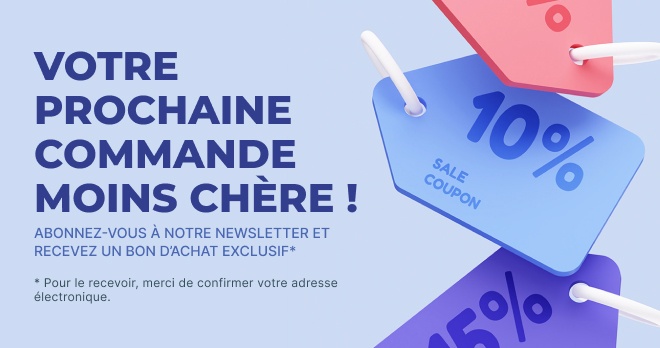 VOTRE
PROCHAINE
COMMANDE
MOINS CHÈRE !
ABONNEZ-VOUS À NOTRE NEWSLETTER ET
RECEVEZ UN BON D'ACHAT EXCLUSIF*
* Pour le recevoir, merci de confirmer votre adresse
électronique.
%
10%
SALE
COUPON
15%